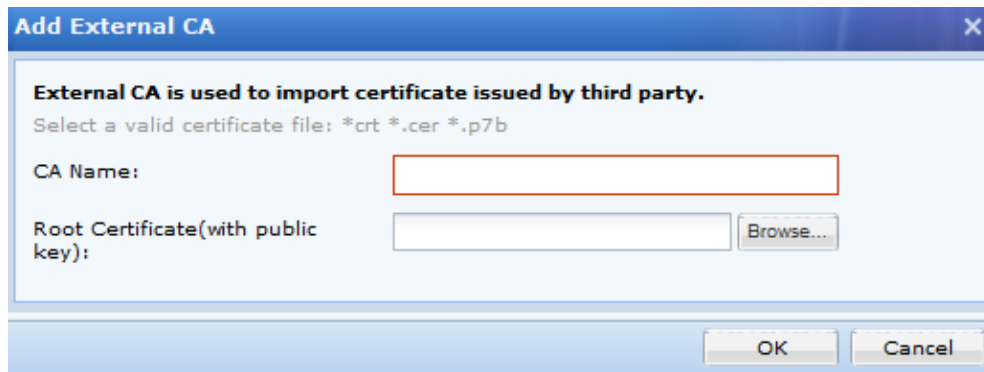 Add External CA
External CA is used to import certificate issued by third party.
Select a valid certificate file: *crt *.cer *.p7b
CA Name:
Root Certificate(with public
key):
Browse...
OK
Cancel